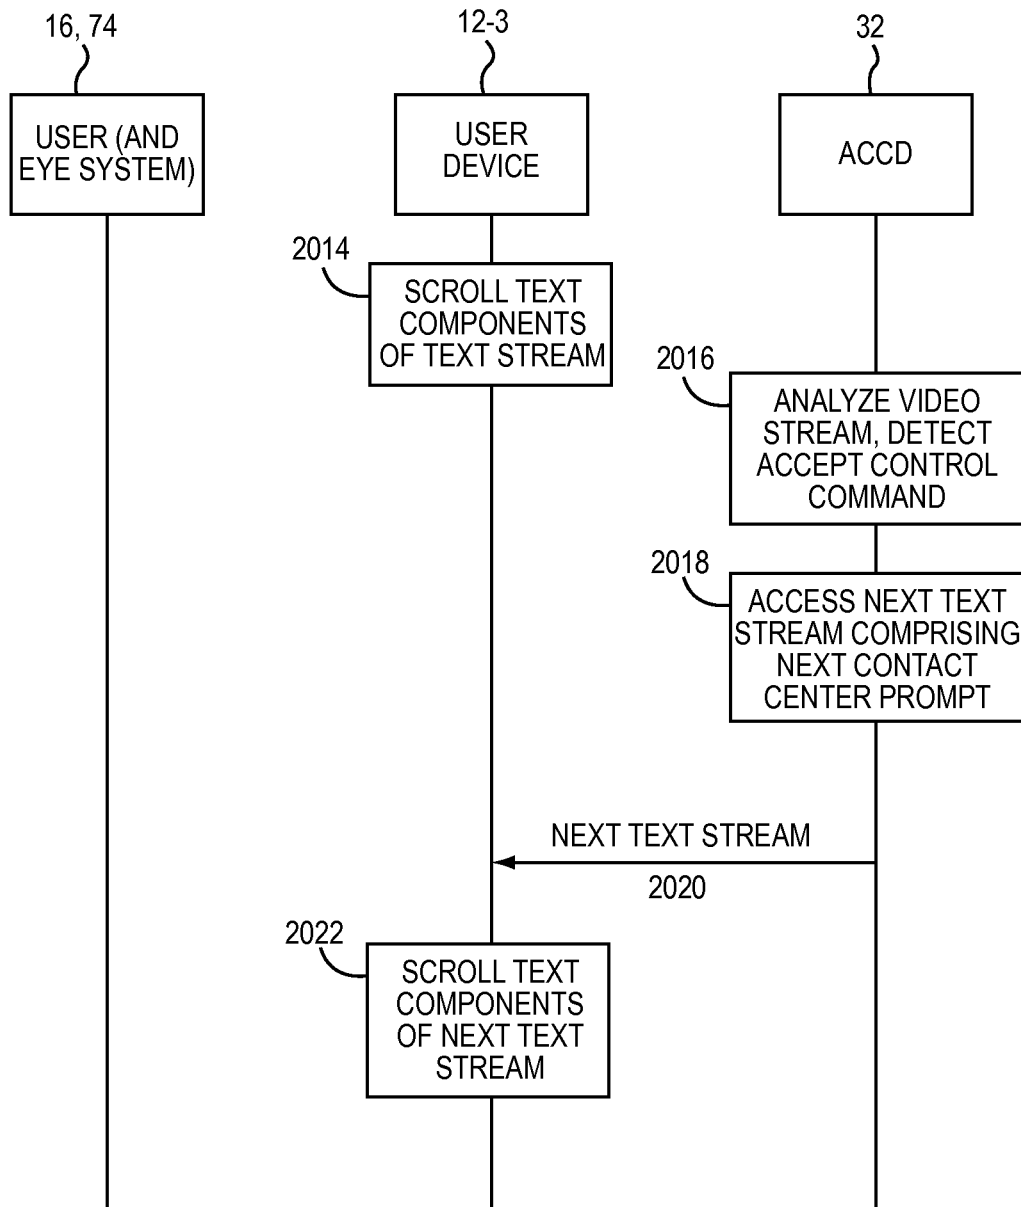 16, 74
12-3
32
USER (AND
EYE SYSTEM)
USER
DEVICE
ACCD
2014
SCROLL TEXT
COMPONENTS
OF TEXT STREAM
2016
ANALYZE VIDEO
STREAM, DETECT
ACCEPT CONTROL
COMMAND
2018
ACCESS NEXT TEXT
STREAM COMPRISING
NEXT CONTACT
CENTER PROMPT
NEXT TEXT STREAM
2020
2022
SCROLL TEXT
COMPONENTS
OF NEXT TEXT
STREAM